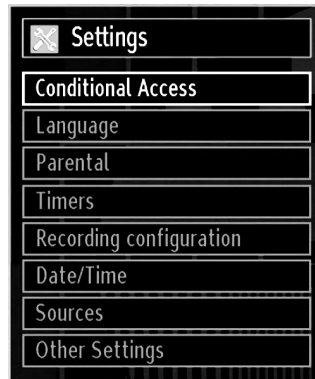 Settings
Conditional Access
Language
Parental
Timers
Recording configuration
Date/Time
Sources
Other Settings